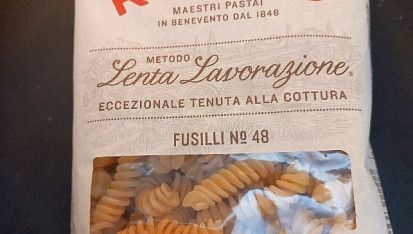 MAESTRI PASTAI
IN BENEVENTO DAL 1846
METODO
Lenta Lavorazione®
ECCEZIONALE TENUTA ALLA COTTURA
FUSILLI Nº 48